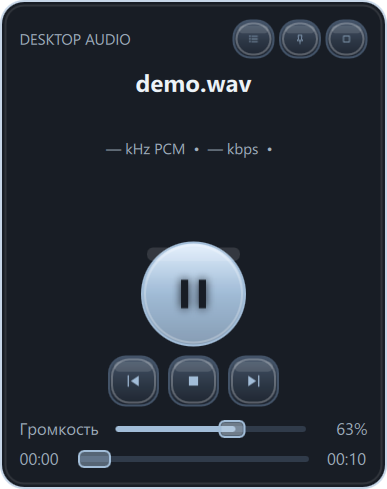 DESKTOP AUDIO
demo.wav
— kHz PCM • — kbps •
Громкость 63%
00:00 00:10